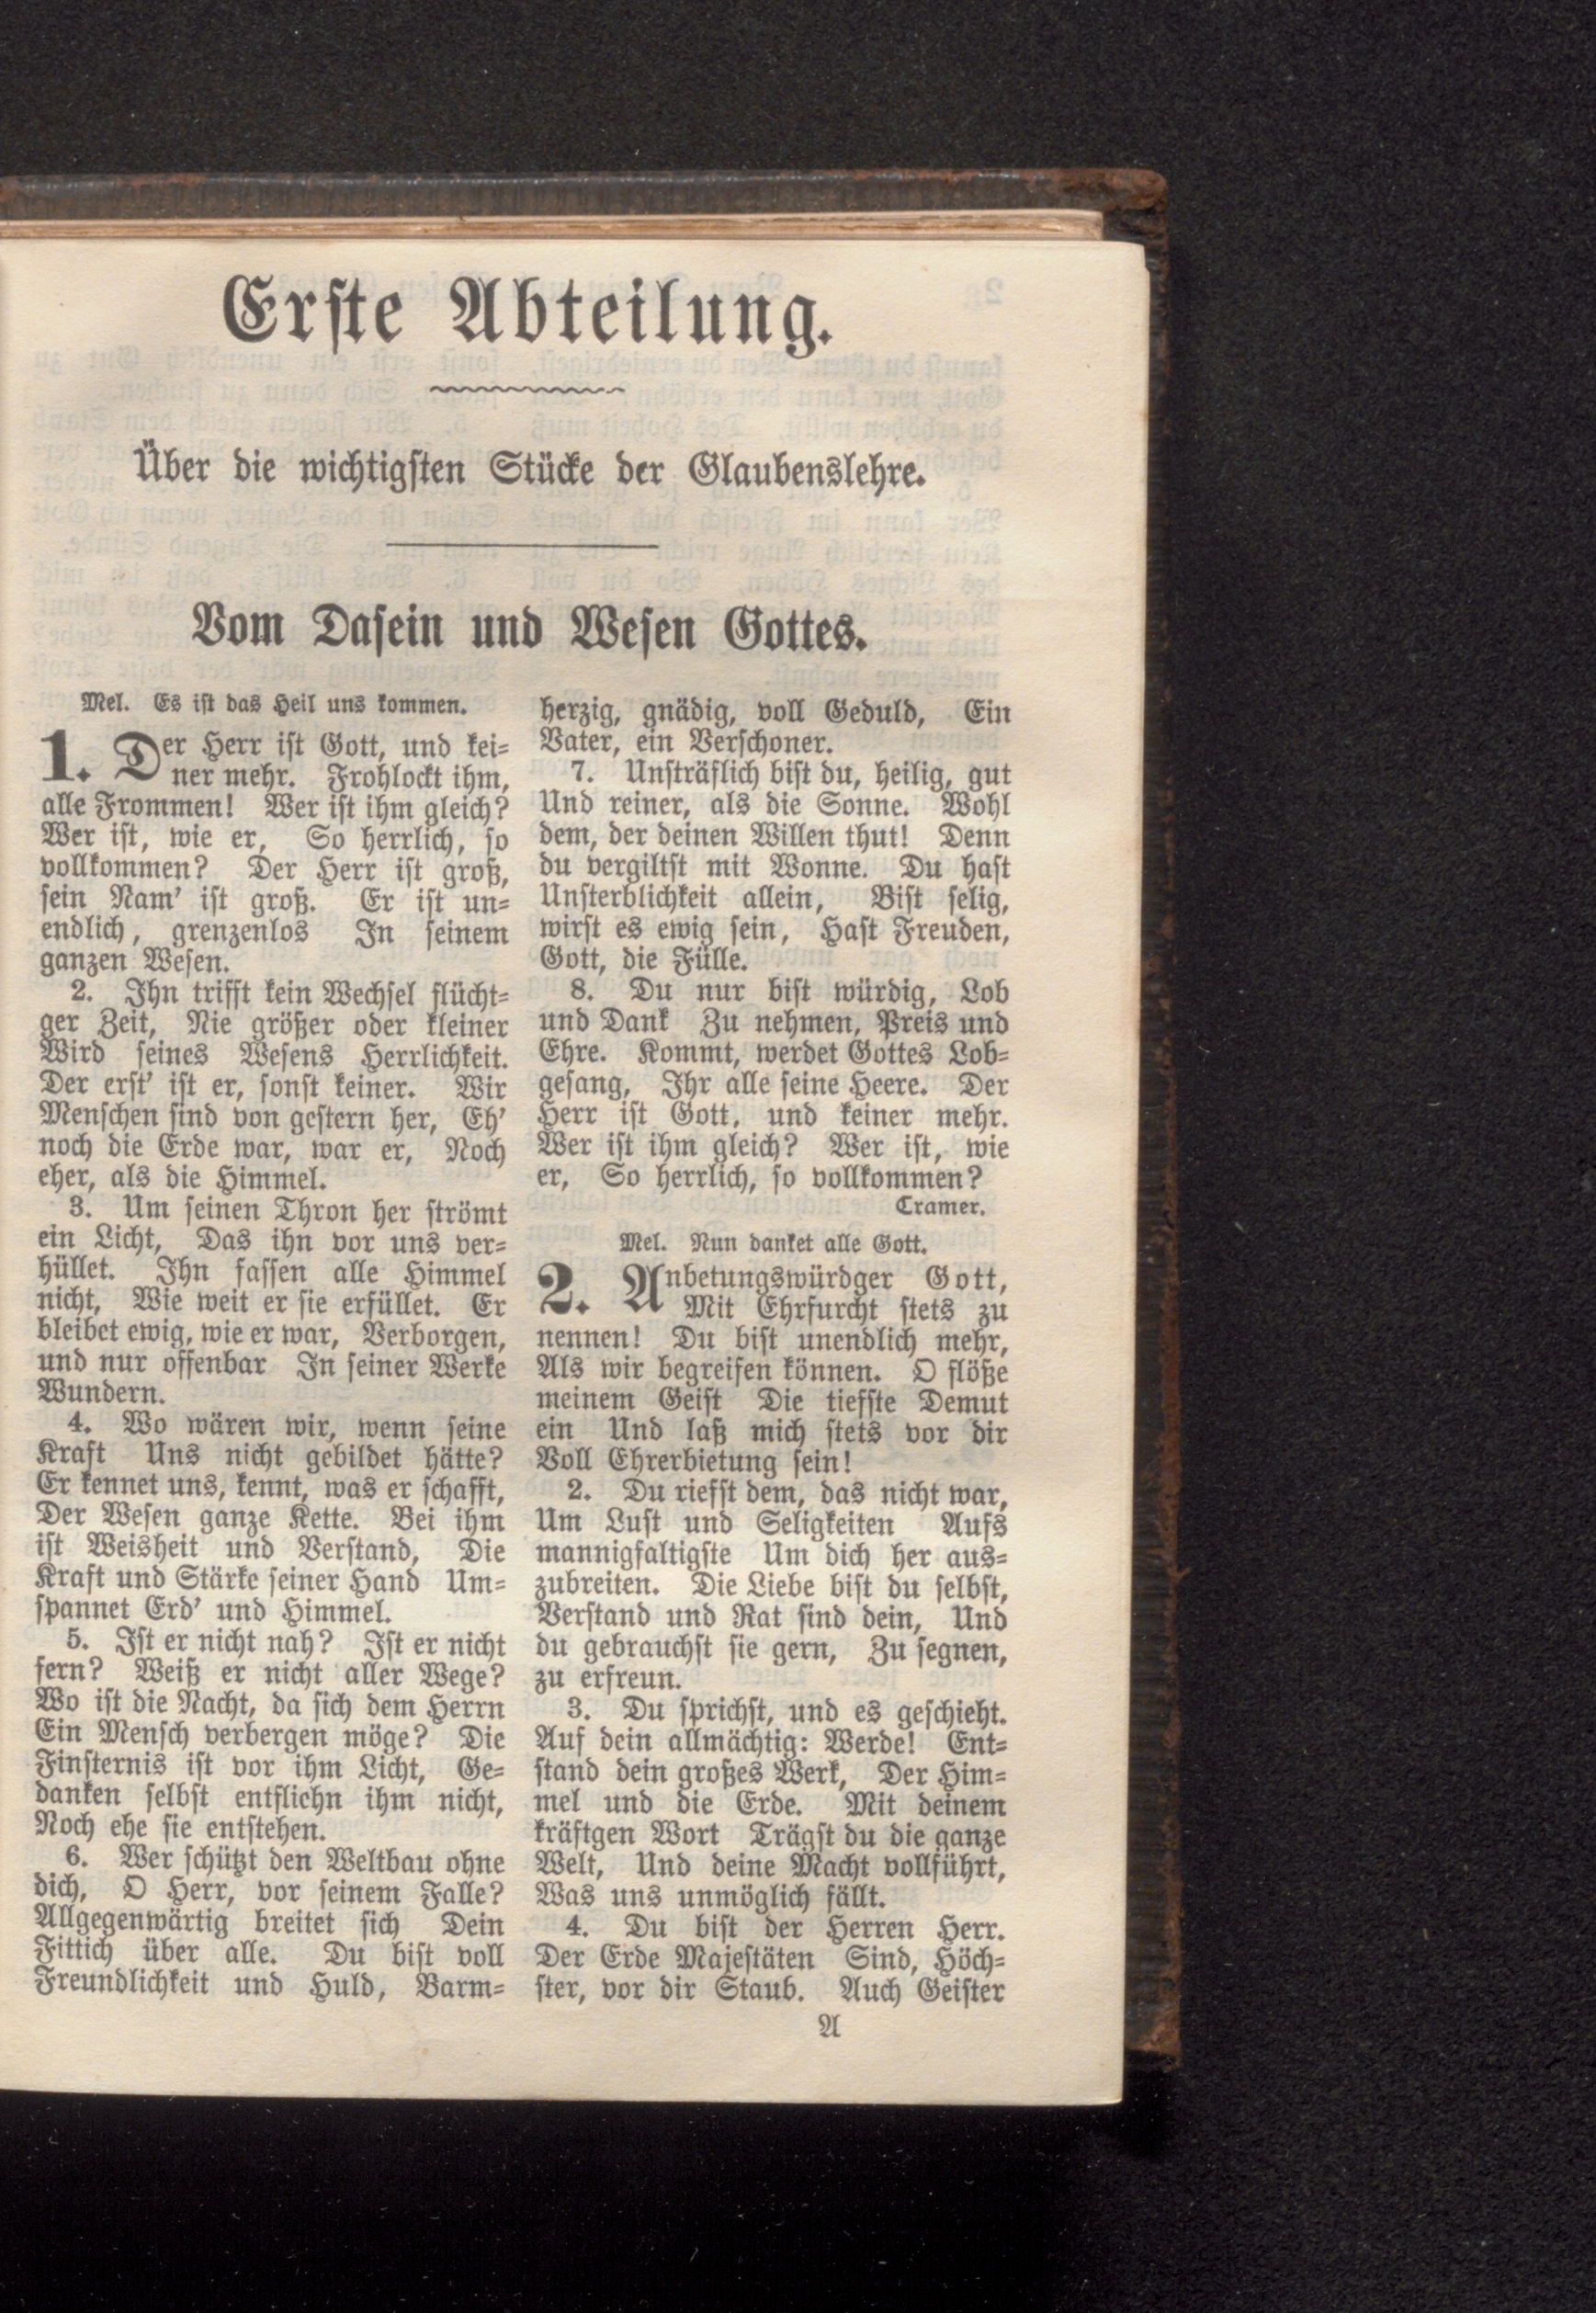 Erste Abteilung.
Über die wichtigsten Stücke der Glaubenslehre.
Vom Dasein und Wesen Gottes.
Mel. Es ist das Heil uns kommen.
1. Der Herr ist Gott, und kei-
ner mehr. Frohlockt ihm,
alle Frommen! Wer ist ihm gleich?
Wer ist, wie er, So herrlich, so
vollkommen? Der Herr ist groß,
sein Nam' ist groß. Er ist un-
endlich, grenzenlos In seinem
ganzen Wesen.
2. Ihn trifft kein Wechsel flücht-
ger Zeit, Nie größer oder kleiner
Wird seines Wesens Herrlichkeit.
Der erst' ist er, sonst keiner. Wir
Menschen sind von gestern her, Eh'
noch die Erde war, war er, Noch
eher, als die Himmel.
3. Um seinen Thron her strömt
ein Licht, Das ihn vor uns ver-
hüllet. Ihn fassen alle Himmel
nicht, Wie weit er sie erfüllet. Er
bleibet ewig, wie er war, Verborgen,
und nur offenbar In seiner Werke
Wundern.
4. Wo wären wir, wenn seine
Kraft Uns nicht gebildet hätte?
Er kennet uns, kennt, was er schafft,
Der Wesen ganze Kette. Bei ihm
ist Weisheit und Verstand, Die
Kraft und Stärke seiner Hand Um-
spannet Erd' und Himmel.
5. Ist er nicht nah? Ist er nicht
fern? Weiß er nicht aller Wege?
Wo ist die Nacht, da sich dem Herrn
Ein Mensch verbergen möge? Die
Finsternis ist vor ihm Licht, Ge-
danken selbst entfliehn ihm nicht,
Noch ehe sie entstehen.
6. Wer schützt den Weltbau ohne
dich, O Herr, vor seinem Falle?
Allgegenwärtig breitet sich Dein
Fittich über alle. Du bist voll
Freundlichkeit und Huld, Barm-
herzig, gnädig, voll Geduld, Ein
Vater, ein Verschoner.
7. Unsträflich bist du, heilig, gut
Und reiner, als die Sonne. Wohl
dem, der deinen Willen thut! Denn
du vergiltst mit Wonne. Du hast
Unsterblichkeit allein, Bist selig,
wirst es ewig sein, Hast Freuden,
Gott, die Fülle.
8. Du nur bist würdig, Lob
und Dank Zu nehmen, Preis und
Ehre. Kommt, werdet Gottes Lob-
gesang, Ihr alle seine Heere. Der
Herr ist Gott, und keiner mehr.
Wer ist ihm gleich? Wer ist, wie
er, So herrlich, so vollkommen?
Cramer.
Mel. Nun danket alle Gott.
2. Anbetungswürdger Gott,
Mit Ehrfurcht stets zu
nennen! Du bist unendlich mehr,
Als wir begreifen können. O flöße
meinem Geist Die tiefste Demut
ein Und laß mich stets vor dir
Voll Ehrerbietung sein!
2. Du riefst dem, das nicht war,
Um Lust und Seligkeiten Aufs
mannigfaltigste Um dich her aus-
zubreiten. Die Liebe bist du selbst,
Verstand und Rat sind dein, Und
du gebrauchst sie gern, Zu segnen,
zu erfreun.
3. Du sprichst, und es geschieht.
Auf dein allmächtig: Werde! Ent-
stand dein großes Werk, Der Him-
mel und die Erde. Mit deinem
kräftgen Wort Trägst du die ganze
Welt, Und deine Macht vollführt,
Was uns unmöglich fällt.
4. Du bist der Herren Herr.
Der Erde Majestäten Sind, Höch-
ster, vor dir Staub. Auch Geister
A